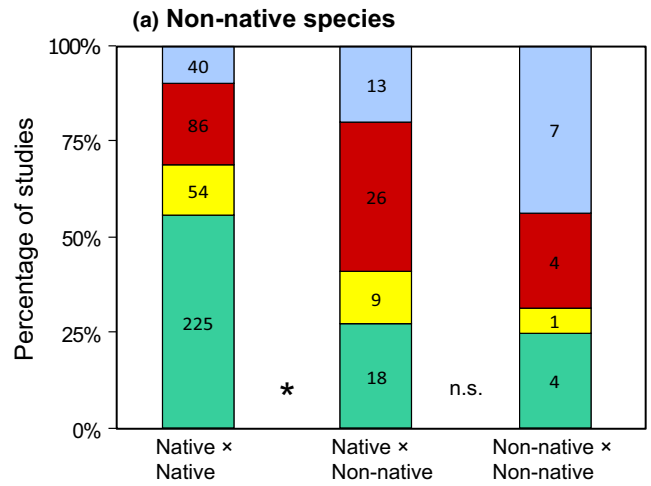 (a) Non-native species
Percentage of studies
100%
75%
50%
25%
0%
40
86
54
225
*
13
26
9
18
n.s.
7
4
1
4
Native ×
Native
Native ×
Non-native
Non-native ×
Non-native